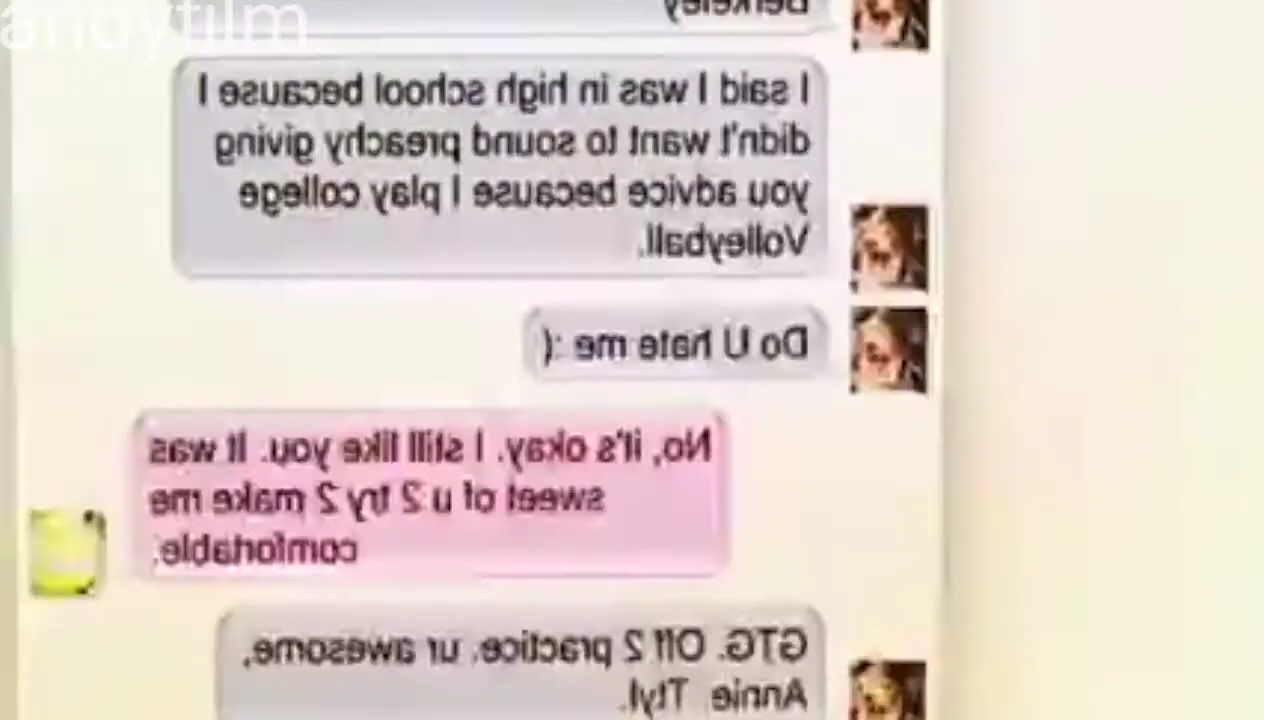 andyfilm
Berkeley
I said I was in high school because I
didn't want to sound preachy giving
you advice because I play college
Volleyball.
Do U hate me :(
No, it's okay. I still like you. It was
sweet of u 2 try 2 make me
comfortable.
GTG. Off 2 practice. ur awesome,
Annie. Ttyl.